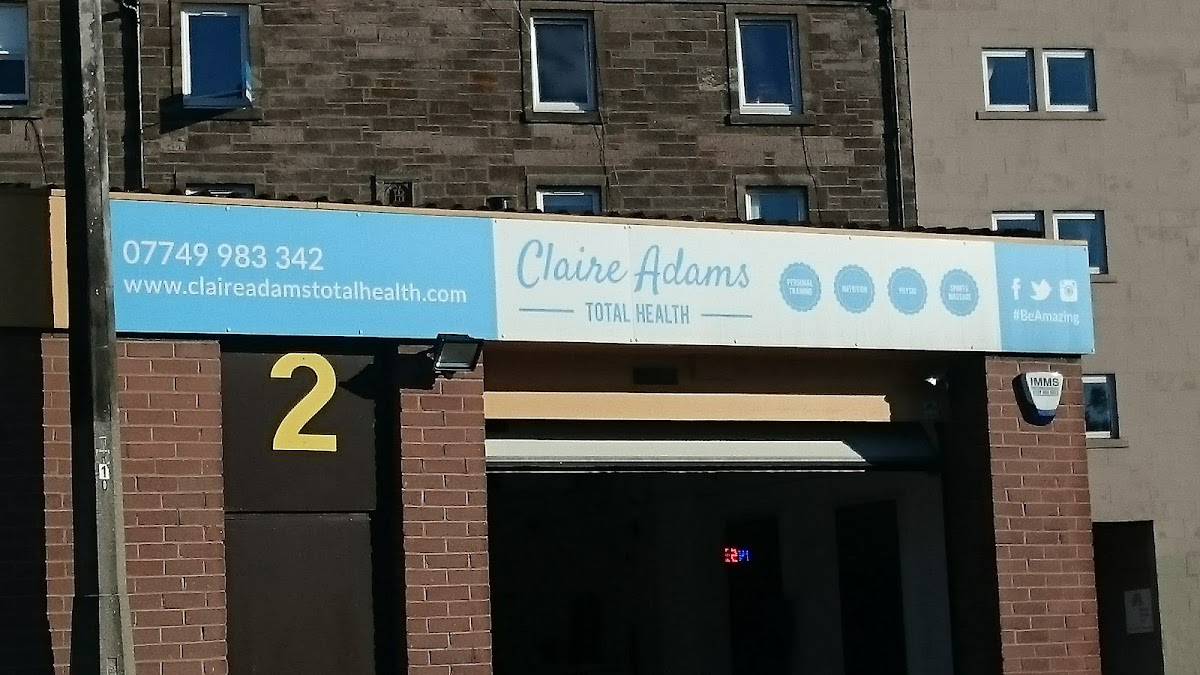 07749 983 342
www.claireadamstotalhealth.com
Claire Adams
TOTAL HEALTH
PERSONAL
TRAINING
NUTRITION
PHYSIO
SPORTS
MASSAGE
#BeAmazing
2
IMMS
1